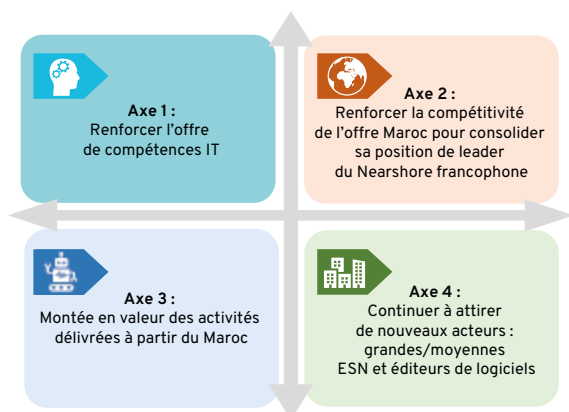 Axe 1 :
Renforcer l’offre
de compétences IT
Axe 2 :
Renforcer la compétitivité
de l’offre Maroc pour consolider
sa position de leader
du Nearshore francophone
Axe 3 :
Montée en valeur des activités
délivrées à partir du Maroc
Axe 4 :
Continuer à attirer
de nouveaux acteurs :
grandes/moyennes
ESN et éditeurs de logiciels